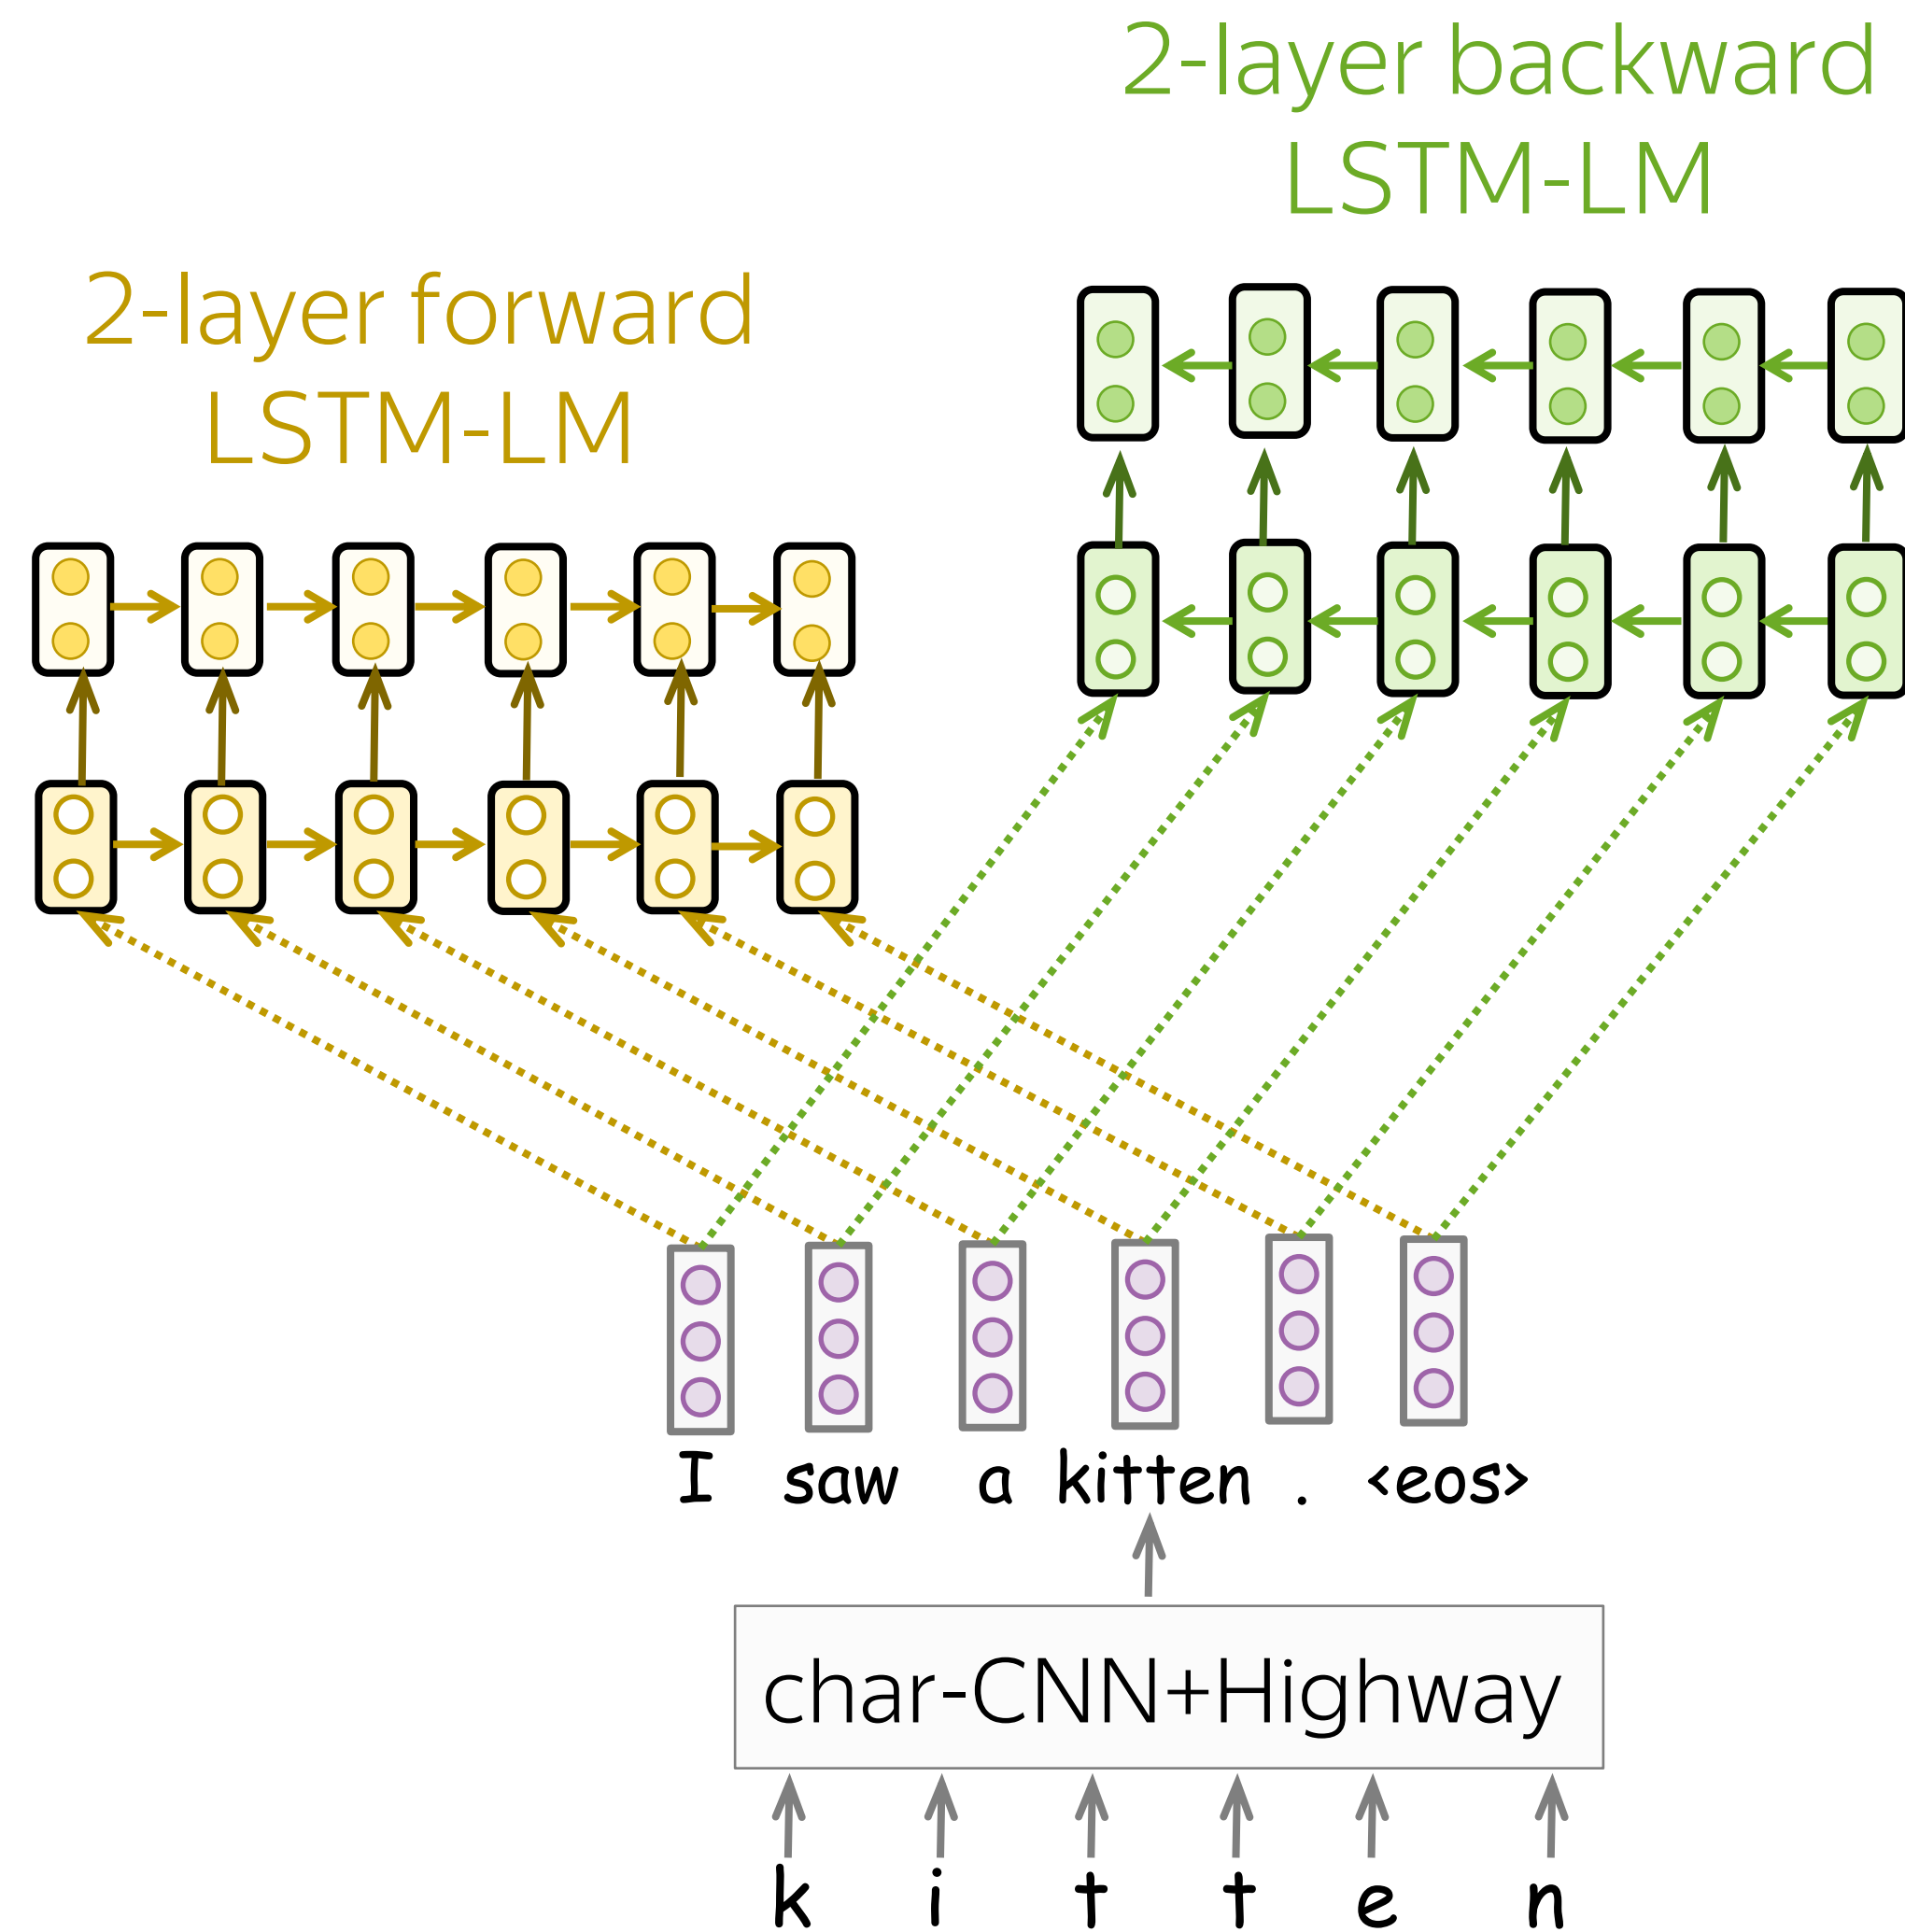 2-layer backward
LSTM-LM
2-layer forward
LSTM-LM
I saw a kitten . <eos>
char-CNN+Highway
k i t t e n